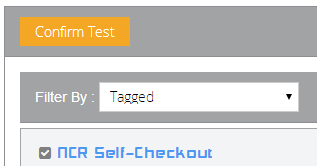 Confirm Test
Filter By : Tagged
NCR Self-Checkout